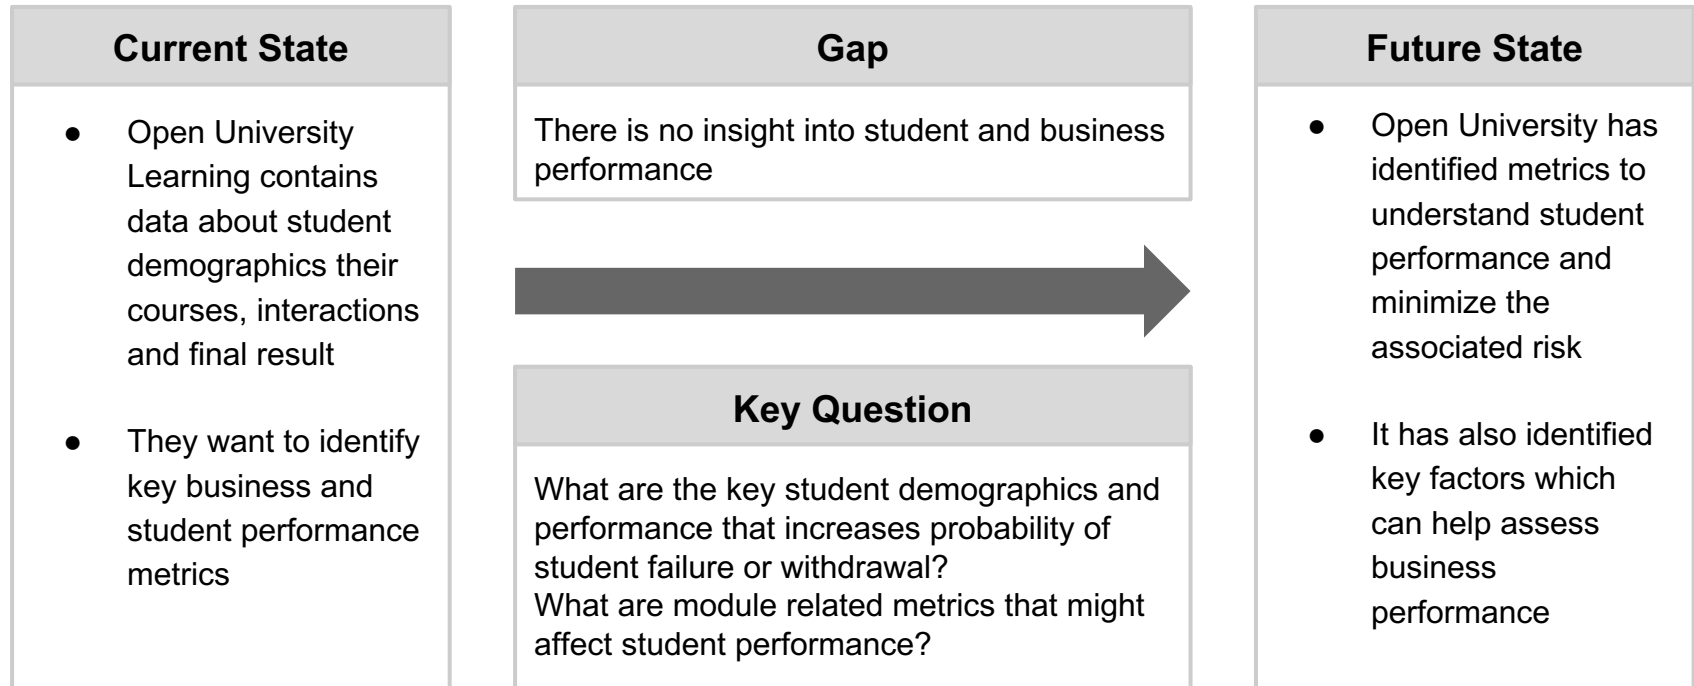 Current State
● Open University
Learning contains
data about student
demographics their
courses, interactions
and final result
● They want to identify
key business and
student performance
metrics
Gap
There is no insight into student and business
performance
Key Question
What are the key student demographics and
performance that increases probability of
student failure or withdrawal?
What are module related metrics that might
affect student performance?
Future State
● Open University has
identified metrics to
understand student
performance and
minimize the
associated risk
● It has also identified
key factors which
can help assess
business
performance